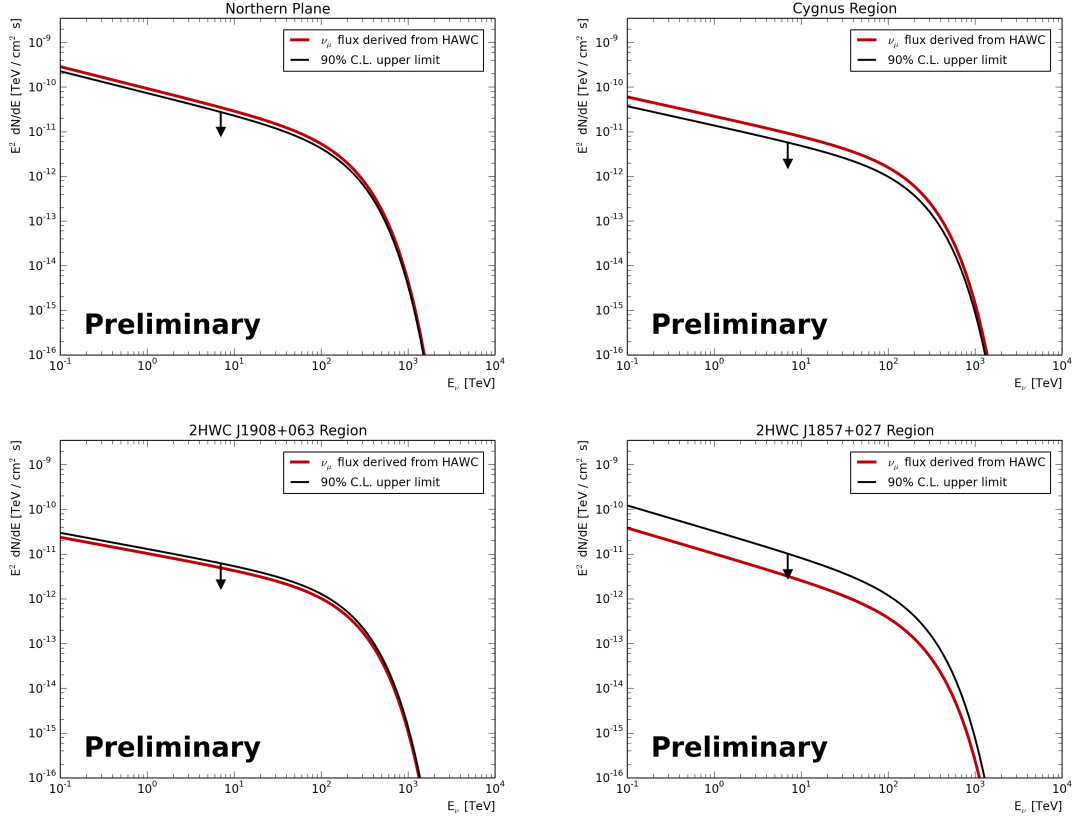 Northern Plane
E² dN/dE [TeV / cm² s]
10⁻⁹
10⁻¹⁰
10⁻¹¹
10⁻¹²
10⁻¹³
10⁻¹⁴
10⁻¹⁵
10⁻¹⁶
ν_μ flux derived from HAWC
90% C.L. upper limit
Preliminary
10⁻¹ 10⁰ 10¹ 10² 10³ 10⁴
E_ν [TeV]
Cygnus Region
E² dN/dE [TeV / cm² s]
10⁻⁹
10⁻¹⁰
10⁻¹¹
10⁻¹²
10⁻¹³
10⁻¹⁴
10⁻¹⁵
10⁻¹⁶
ν_μ flux derived from HAWC
90% C.L. upper limit
Preliminary
10⁻¹ 10⁰ 10¹ 10² 10³ 10⁴
E_ν [TeV]
2HWC J1908+063 Region
E² dN/dE [TeV / cm² s]
10⁻⁹
10⁻¹⁰
10⁻¹¹
10⁻¹²
10⁻¹³
10⁻¹⁴
10⁻¹⁵
10⁻¹⁶
ν_μ flux derived from HAWC
90% C.L. upper limit
Preliminary
10⁻¹ 10⁰ 10¹ 10² 10³ 10⁴
E_ν [TeV]
2HWC J1857+027 Region
E² dN/dE [TeV / cm² s]
10⁻⁹
10⁻¹⁰
10⁻¹¹
10⁻¹²
10⁻¹³
10⁻¹⁴
10⁻¹⁵
10⁻¹⁶
ν_μ flux derived from HAWC
90% C.L. upper limit
Preliminary
10⁻¹ 10⁰ 10¹ 10² 10³ 10⁴
E_ν [TeV]